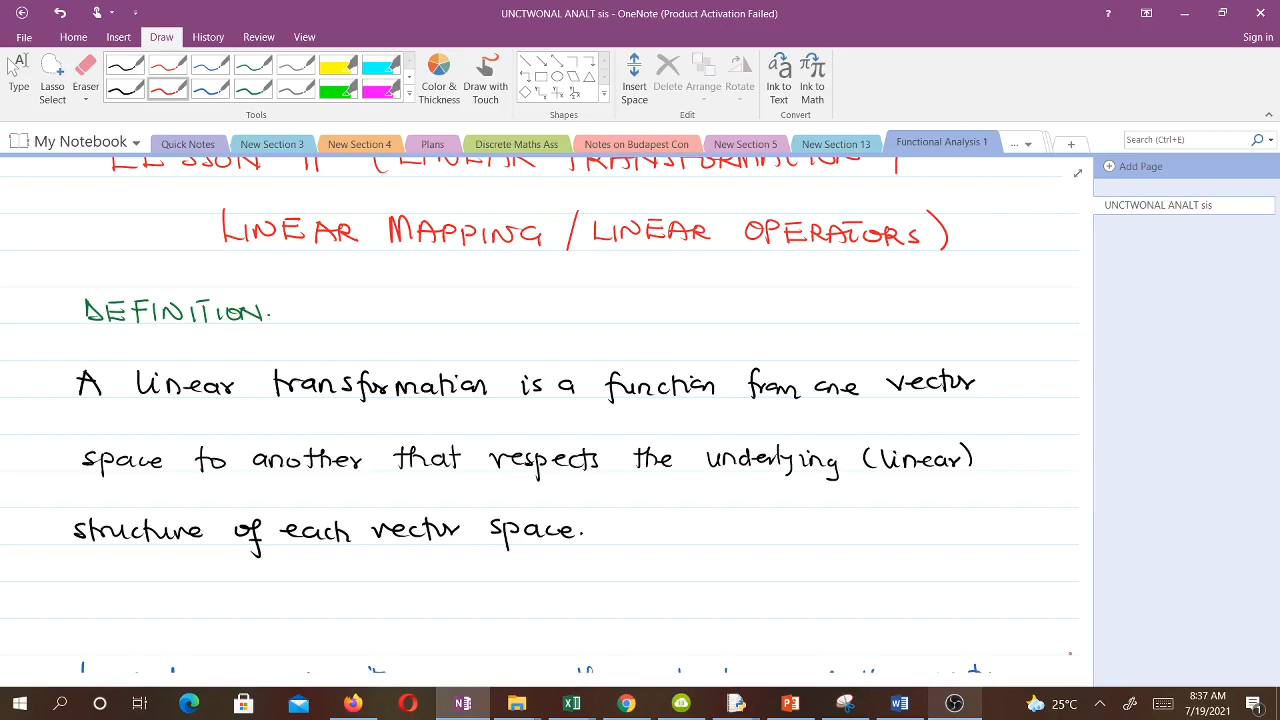 UNCTWONAL ANALT sis - OneNote (Product Activation Failed)
Sign in
File Home Insert Draw History Review View
Type
Lasso Select
Eraser
Color & Thickness
Draw with Touch
Insert Space
Delete
Arrange
Rotate
Ink to Text
Ink to Math
Tools
Shapes
Edit
Convert
My Notebook
Quick Notes
New Section 3
New Section 4
Plans
Discrete Maths Ass
Notes on Budapest Con
New Section 5
New Section 13
Functional Analysis 1
...
Search (Ctrl+E)
Add Page
UNCTWONAL ANALT sis
LESSON 11 (LINEAR TRANSFORMATION /
LINEAR MAPPING / LINEAR OPERATORS)
DEFINITION.
A linear transformation is a function from one vector
space to another that respects the underlying (linear)
structure of each vector space.
25°C
8:37 AM
7/19/2021